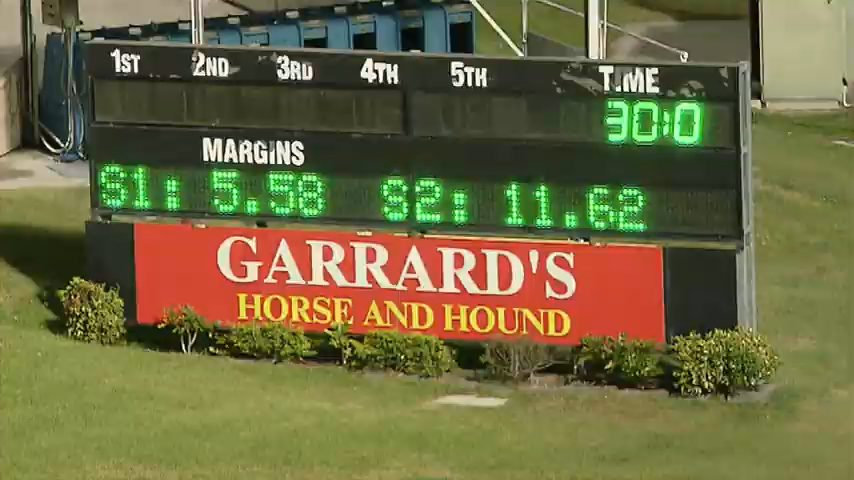 1ST 2ND 3RD 4TH 5TH TIME
30:0
MARGINS
S1: 5.58 S2: 11.62
GARRARD'S
HORSE AND HOUND